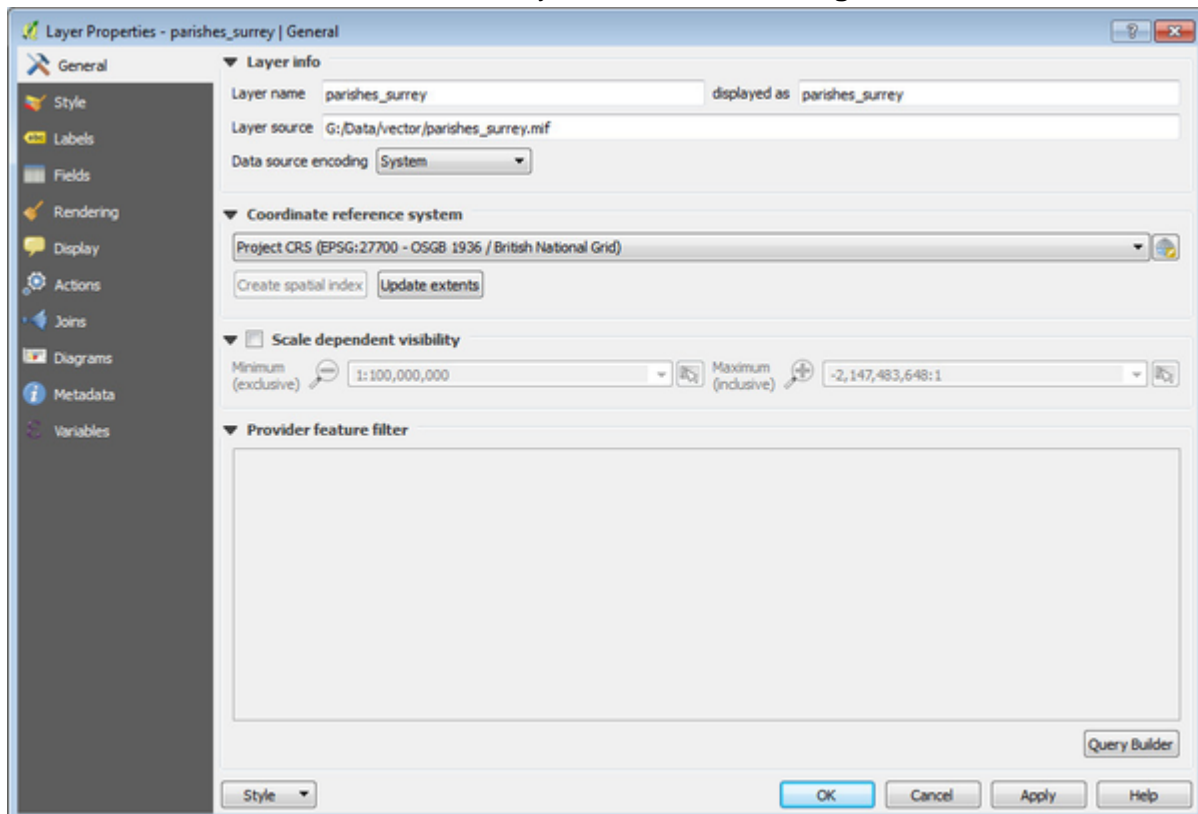 Layer Properties - parishes_surrey | General
General
Style
Labels
Fields
Rendering
Display
Actions
Joins
Diagrams
Metadata
Variables
Layer info
Layer name parishes_surrey displayed as parishes_surrey
Layer source G:/Data/vector/parishes_surrey.mif
Data source encoding System
Coordinate reference system
Project CRS (EPSG:27700 - OSGB 1936 / British National Grid)
Create spatial index Update extents
Scale dependent visibility
Minimum (exclusive) 1:100,000,000 Maximum (inclusive) -2,147,483,648:1
Provider feature filter
Query Builder
Style OK Cancel Apply Help